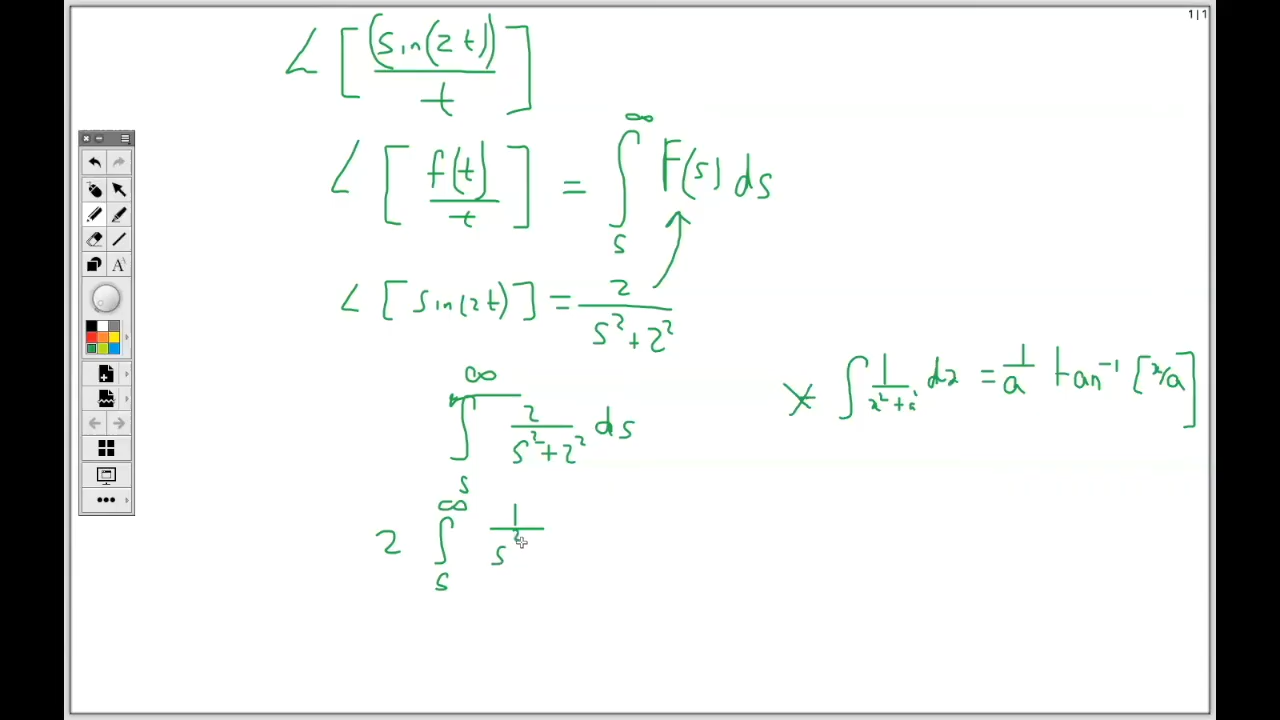 1|1
L [ (sin(2t)) / t ]
L [ f(t) / t ] = ∫_s^∞ F(s) ds
L [ sin(2t) ] = 2 / (s² + 2²)
∫_s^∞ 2 / (s² + 2²) ds
* ∫ 1 / (x² + a²) dx = 1/a tan⁻¹ [x/a]
2 ∫_s^∞ 1 / s²
A